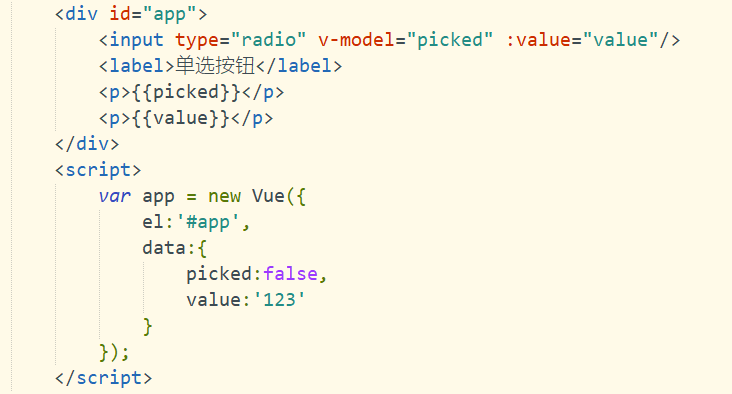 <div id="app">
    <input type="radio" v-model="picked" :value="value"/>
    <label>单选按钮</label>
    <p>{{picked}}</p>
    <p>{{value}}</p>
</div>
<script>
    var app = new Vue({
        el:'#app',
        data:{
            picked:false,
            value:'123'
        }
    });
</script>